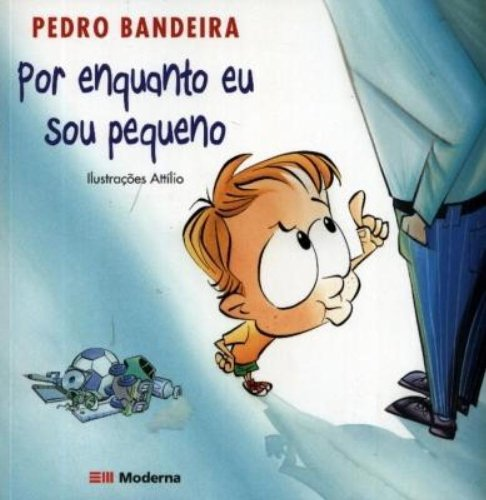 PEDRO BANDEIRA
Por enquanto eu
sou pequeno
Ilustrações Attílio
Moderna